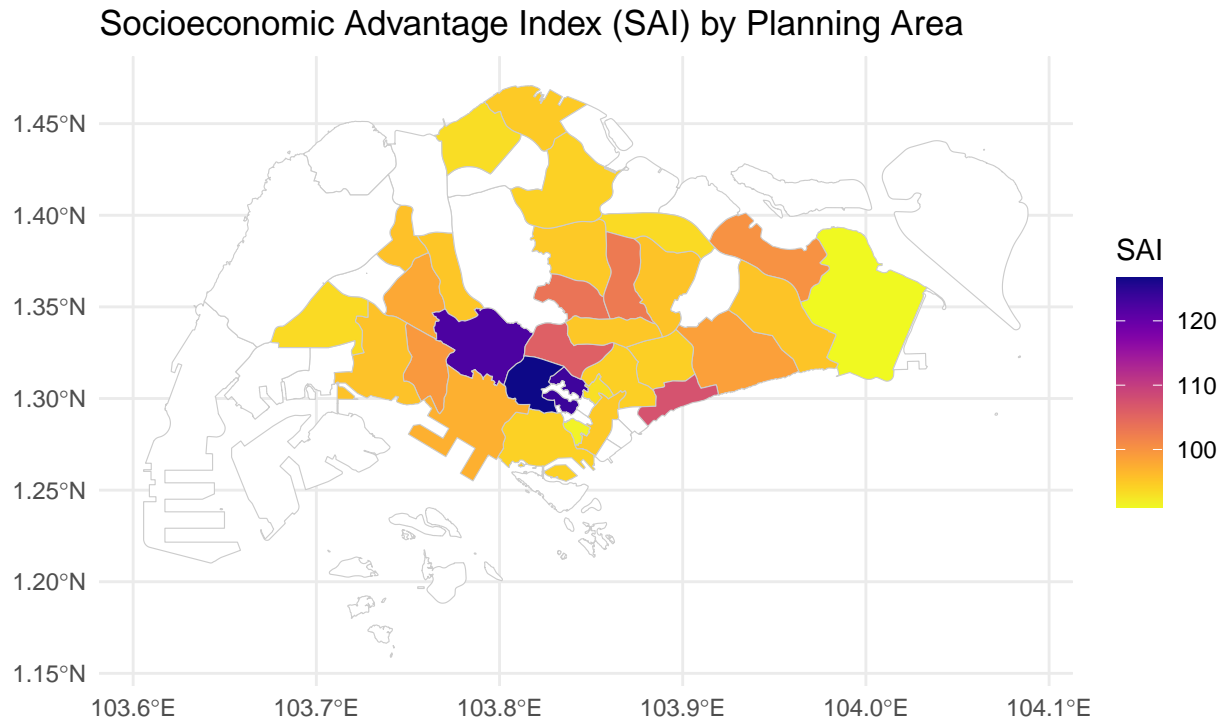 Socioeconomic Advantage Index (SAI) by Planning Area
1.45°N
1.40°N
1.35°N
1.30°N
1.25°N
1.20°N
1.15°N
103.6°E 103.7°E 103.8°E 103.9°E 104.0°E 104.1°E
SAI
120
110
100